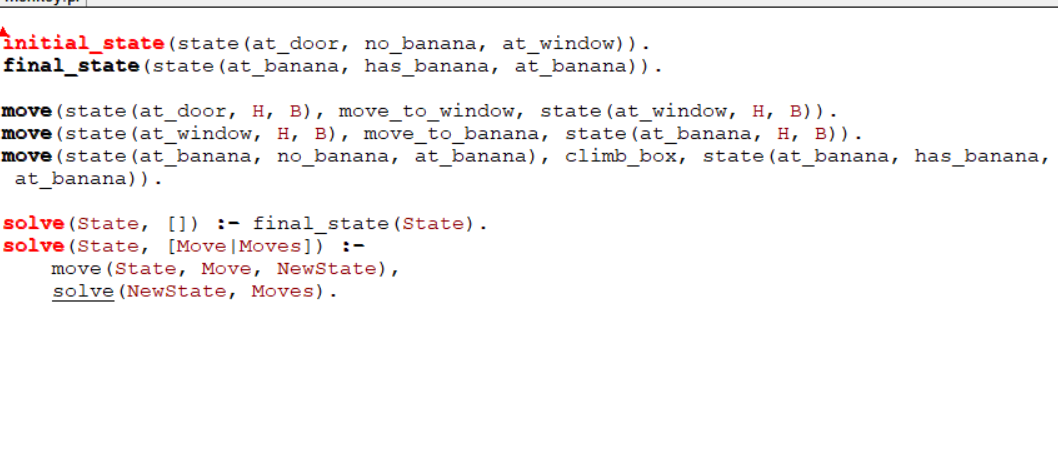 initial_state(state(at_door, no_banana, at_window)).
final_state(state(at_banana, has_banana, at_banana)).
move(state(at_door, H, B), move_to_window, state(at_window, H, B)).
move(state(at_window, H, B), move_to_banana, state(at_banana, H, B)).
move(state(at_banana, no_banana, at_banana), climb_box, state(at_banana, has_banana,
at_banana)).
solve(State, []) :- final_state(State).
solve(State, [Move|Moves]) :-
move(State, Move, NewState),
solve(NewState, Moves).